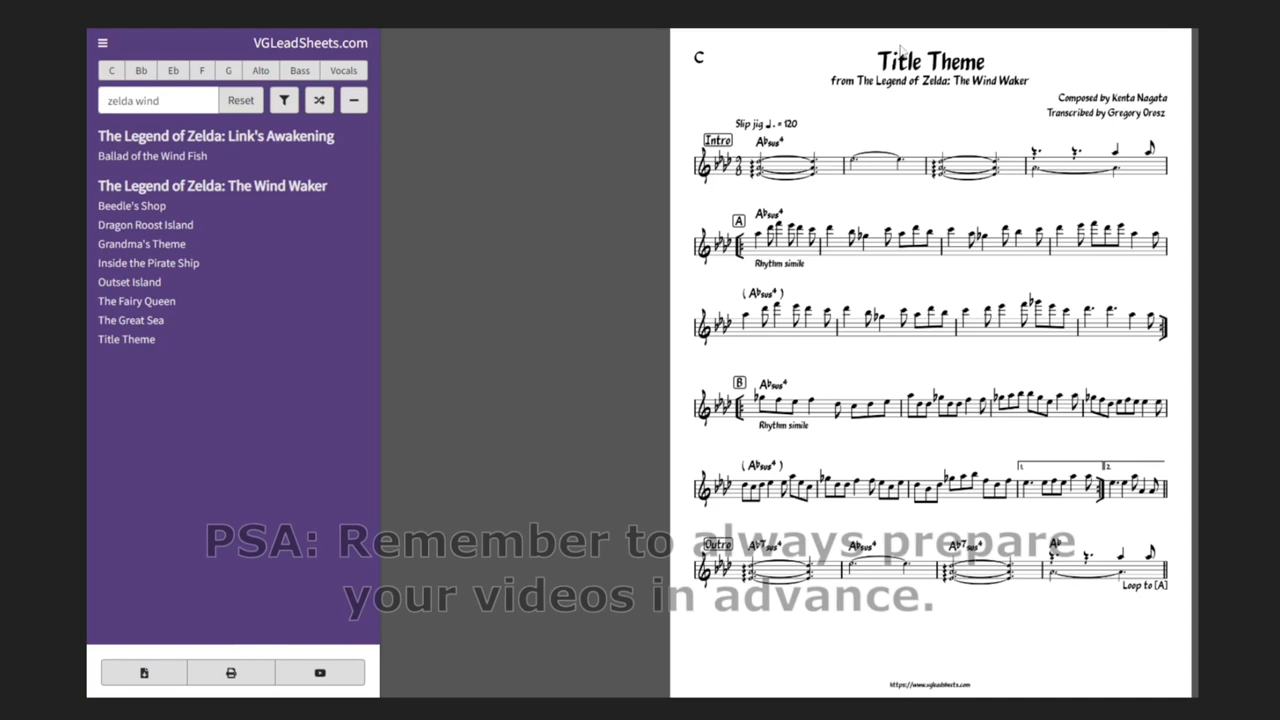 VGLeadSheets.com
C Bb Eb F G Alto Bass Vocals
zelda wind Reset
The Legend of Zelda: Link's Awakening
Ballad of the Wind Fish
The Legend of Zelda: The Wind Waker
Beedle's Shop
Dragon Roost Island
Grandma's Theme
Inside the Pirate Ship
Outset Island
The Fairy Queen
The Great Sea
Title Theme
C
Title Theme
from The Legend of Zelda: The Wind Waker
Composed by Kenta Nagata
Transcribed by Gregory Orosz
Slip jig ♩. = 120
Intro
A♭sus⁴
A
A♭sus⁴
Rhythm simile
( A♭sus⁴ )
B
A♭sus⁴
Rhythm simile
( A♭sus⁴ )
1.
2.
Outro
A♭7sus⁴ A♭sus⁴ A♭7sus⁴ A♭
Loop to [A]
https://www.vgleadsheets.com
PSA: Remember to always prepare
your videos in advance.